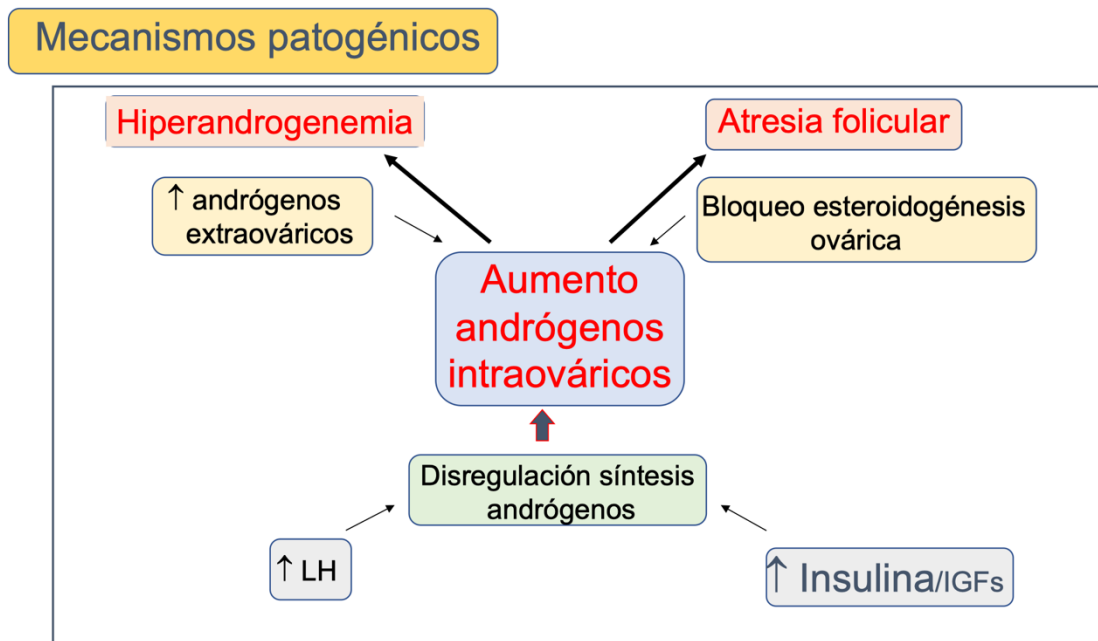 Mecanismos patogénicos
Hiperandrogenemia
Atresia folicular
↑ andrógenos
extraováricos
Bloqueo esteroidogénesis
ovárica
Aumento
andrógenos
intraováricos
Disregulación síntesis
andrógenos
↑ LH
↑ Insulina/IGFs